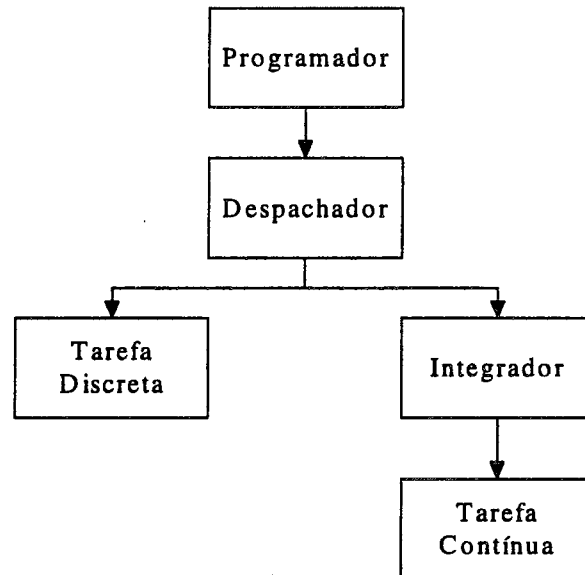 Programador
Despachador
Tarefa
Discreta
Integrador
Tarefa
Contínua